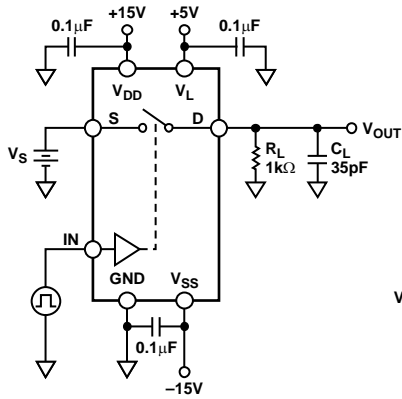 +15V
+5V
0.1μF
0.1μF
VDD
VL
S
D
VOUT
VS
RL
1kΩ
CL
35pF
IN
GND
VSS
0.1μF
–15V
V